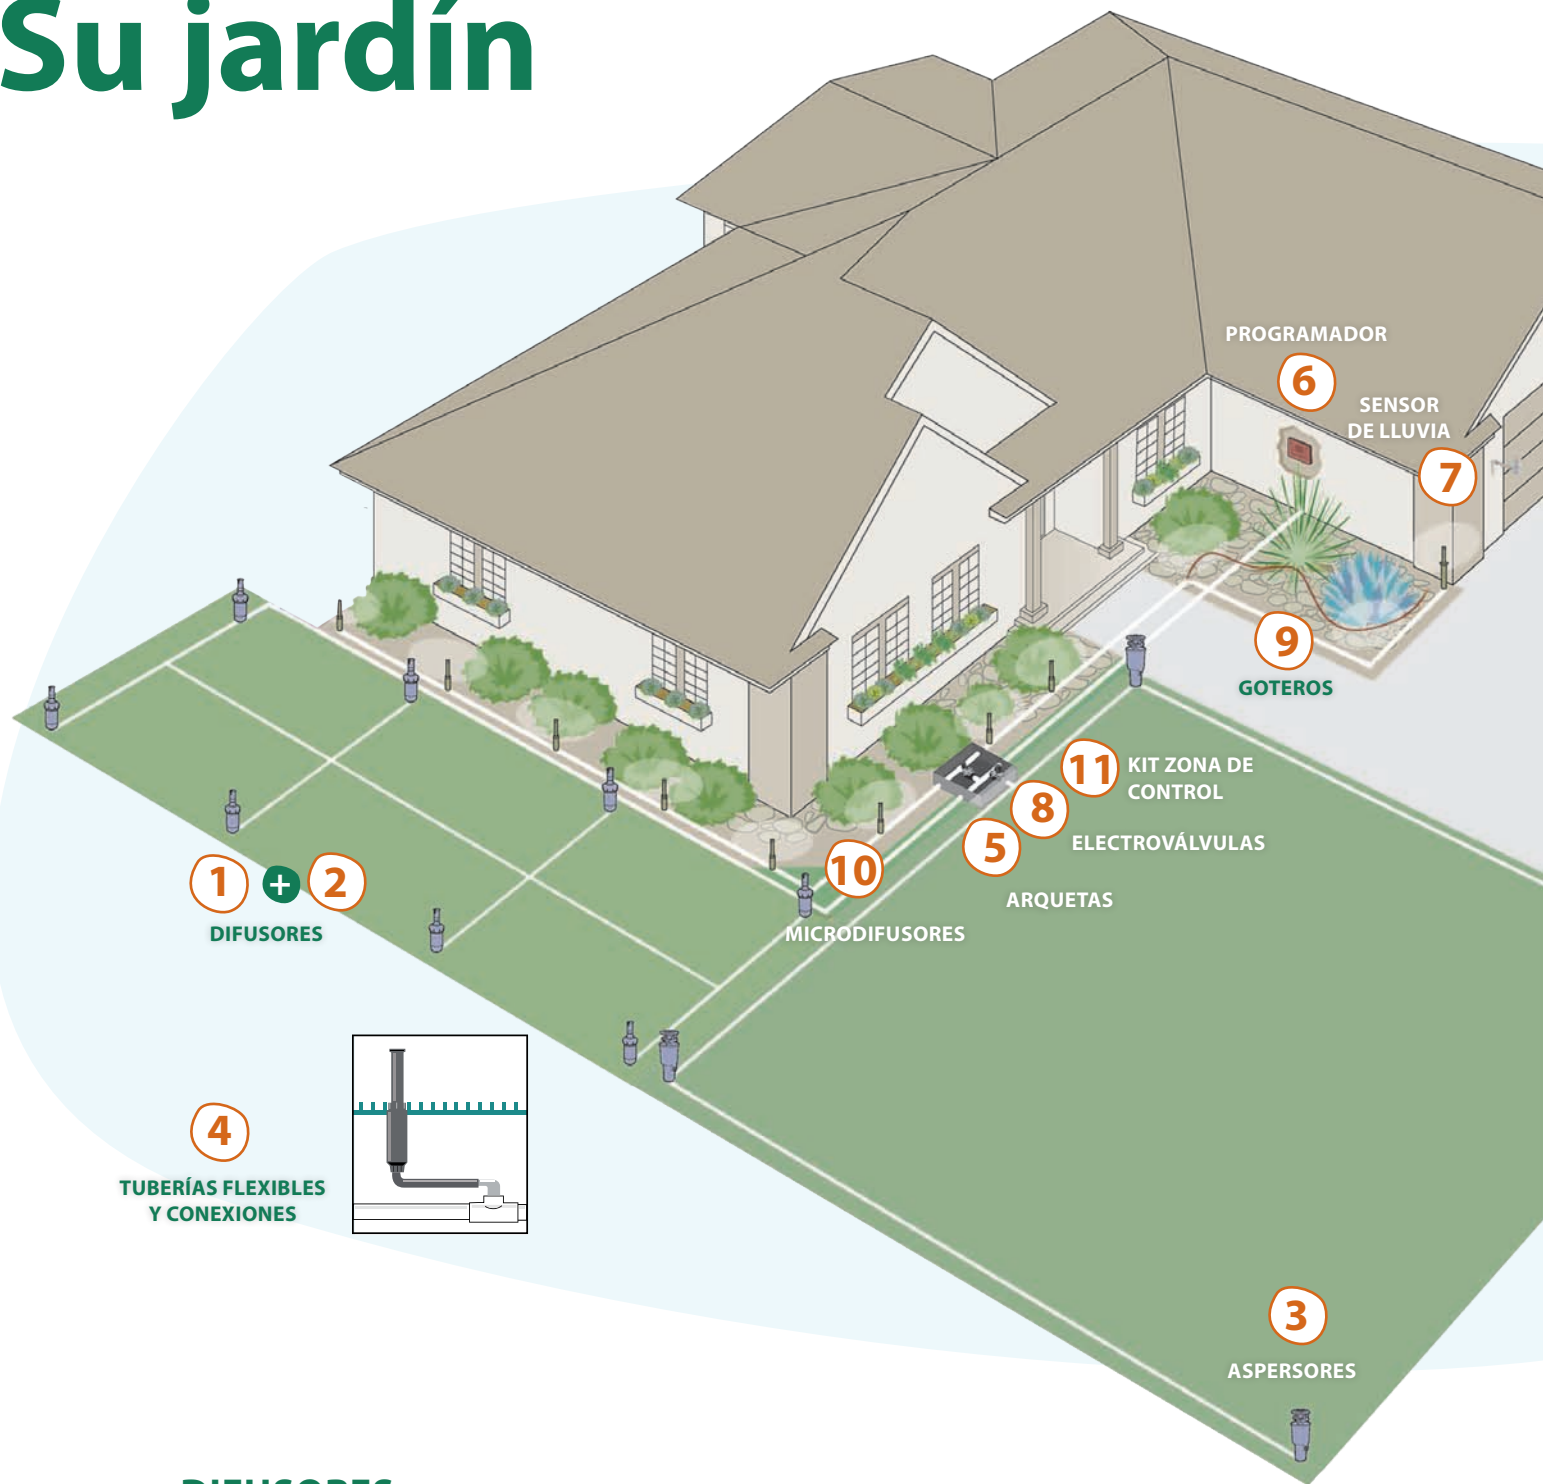 Su jardín
PROGRAMADOR
6
SENSOR
DE LLUVIA
7
9
GOTEROS
11
KIT ZONA DE
CONTROL
8
ELECTROVÁLVULAS
5
ARQUETAS
10
MICRODIFUSORES
1 + 2
DIFUSORES
4
TUBERÍAS FLEXIBLES
Y CONEXIONES
3
ASPERSORES
DIFUSORES